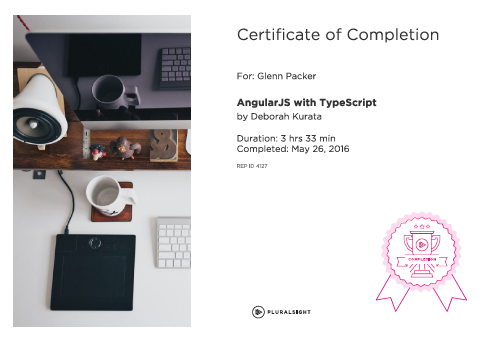 Certificate of Completion
For: Glenn Packer
AngularJS with TypeScript
by Deborah Kurata
Duration: 3 hrs 33 min
Completed: May 26, 2016
REP ID 4127
COMPLETION
PLURALSIGHT